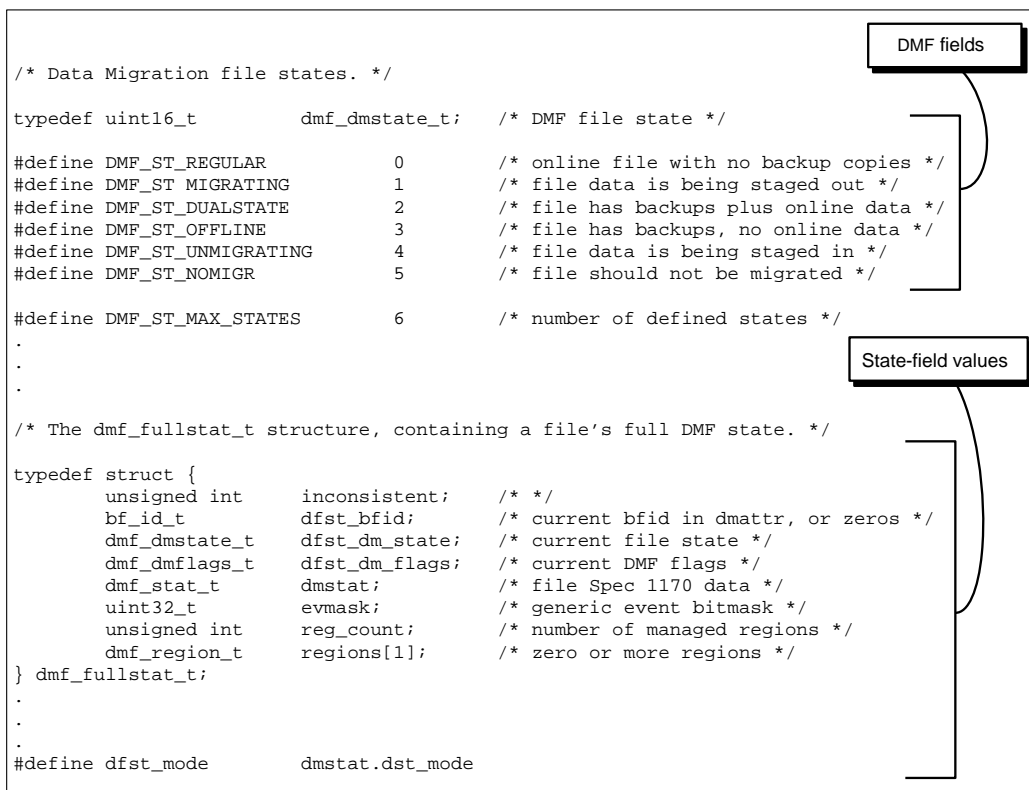 DMF fields
/* Data Migration file states. */
typedef uint16_t dmf_dmstate_t; /* DMF file state */
#define DMF_ST_REGULAR 0 /* online file with no backup copies */
#define DMF_ST MIGRATING 1 /* file data is being staged out */
#define DMF_ST_DUALSTATE 2 /* file has backups plus online data */
#define DMF_ST_OFFLINE 3 /* file has backups, no online data */
#define DMF_ST_UNMIGRATING 4 /* file data is being staged in */
#define DMF_ST_NOMIGR 5 /* file should not be migrated */
#define DMF_ST_MAX_STATES 6 /* number of defined states */
.
.
.
State-field values
/* The dmf_fullstat_t structure, containing a file's full DMF state. */
typedef struct {
unsigned int inconsistent; /* */
bf_id_t dfst_bfid; /* current bfid in dmattr, or zeros */
dmf_dmstate_t dfst_dm_state; /* current file state */
dmf_dmflags_t dfst_dm_flags; /* current DMF flags */
dmf_stat_t dmstat; /* file Spec 1170 data */
uint32_t evmask; /* generic event bitmask */
unsigned int reg_count; /* number of managed regions */
dmf_region_t regions[1]; /* zero or more regions */
} dmf_fullstat_t;
.
.
.
#define dfst_mode dmstat.dst_mode